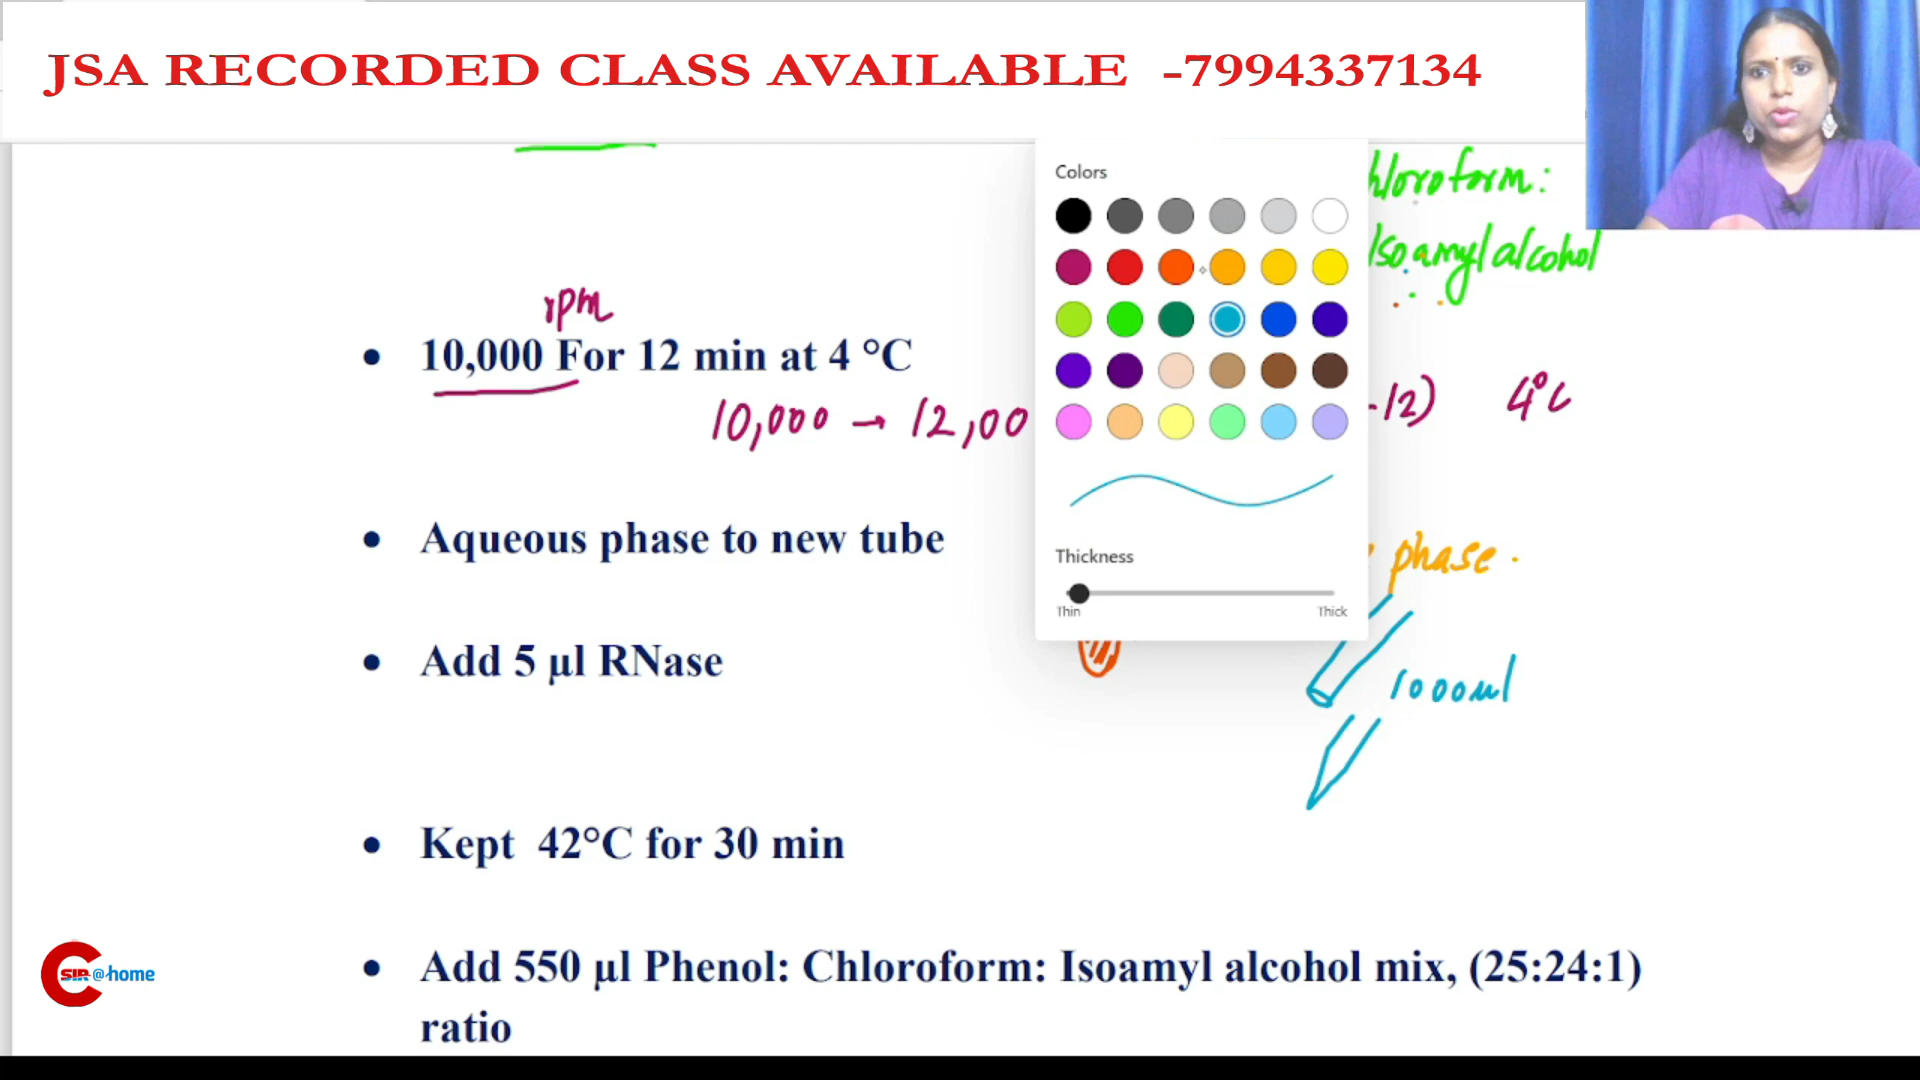 JSA RECORDED CLASS AVAILABLE -7994337134
Colors
hloroform:
Isoamyl alcohol
rpm
• 10,000 For 12 min at 4 °C
10,000 → 12,00
-12) 4°C
• Aqueous phase to new tube
phase.
Thickness
Thin Thick
• Add 5 µl RNase
1000ul
• Kept 42°C for 30 min
• Add 550 µl Phenol: Chloroform: Isoamyl alcohol mix, (25:24:1)
ratio
CSIR@home